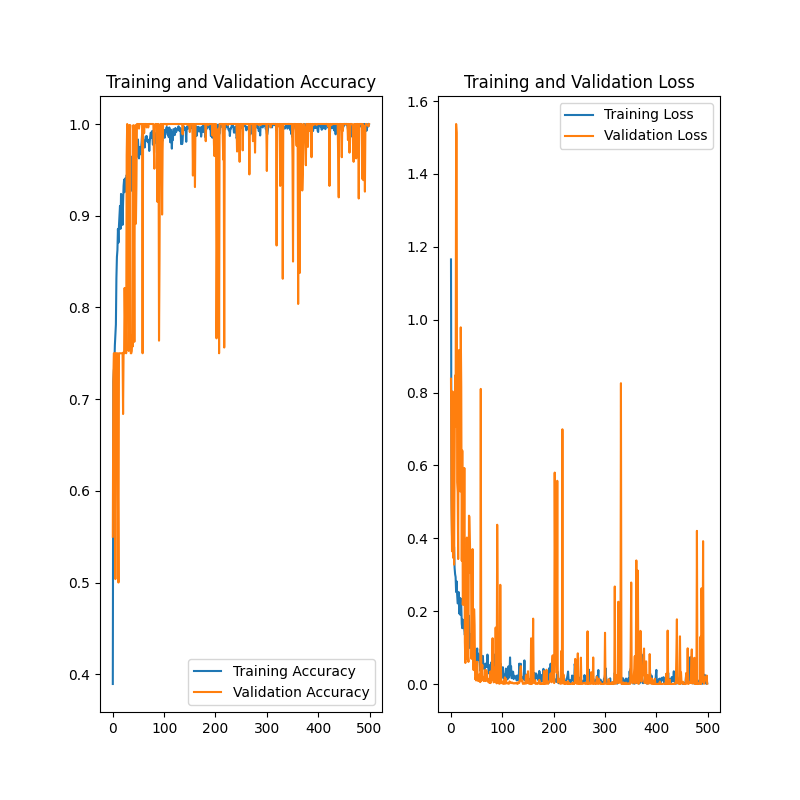 Training and Validation Accuracy
1.0
0.9
0.8
0.7
0.6
0.5
0.4
0 100 200 300 400 500
Training Accuracy
Validation Accuracy
Training and Validation Loss
1.6
1.4
1.2
1.0
0.8
0.6
0.4
0.2
0.0
0 100 200 300 400 500
Training Loss
Validation Loss